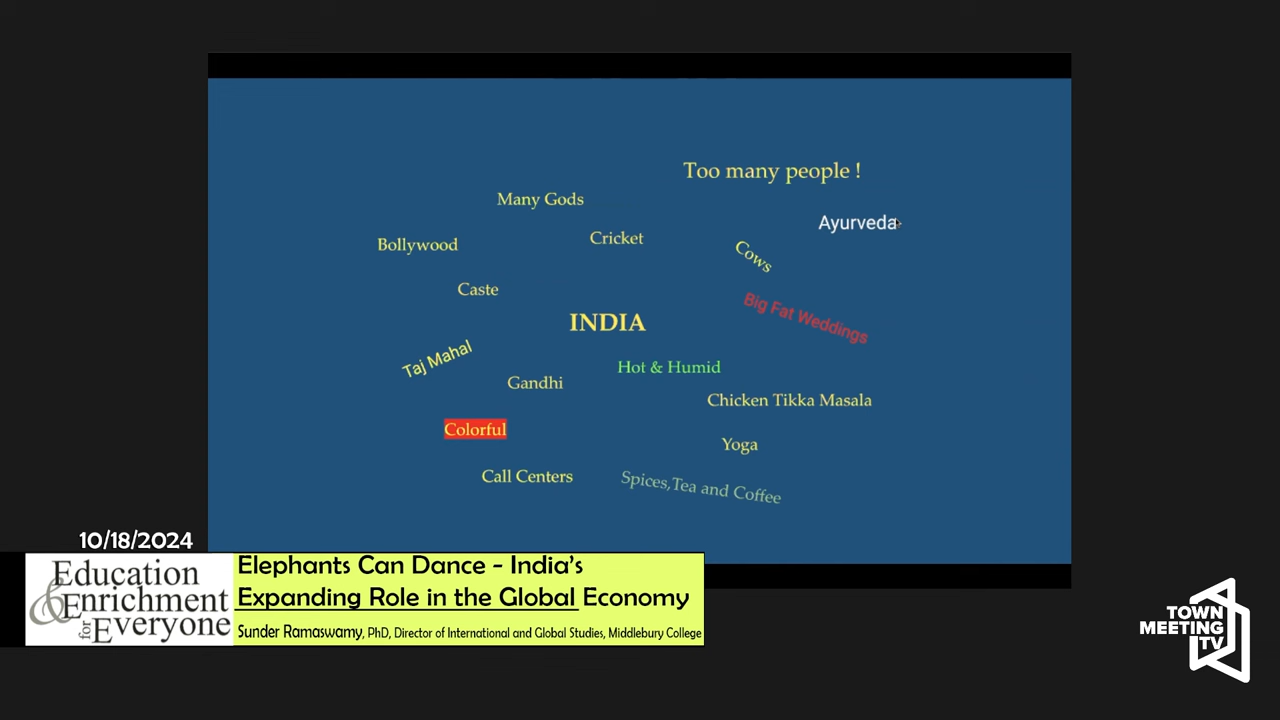 Too many people !
Many Gods
Ayurveda
Cricket
Bollywood
Cows
Caste
Big Fat Weddings
INDIA
Taj Mahal
Hot & Humid
Gandhi
Chicken Tikka Masala
Colorful
Yoga
Call Centers
Spices,Tea and Coffee
10/18/2024
Education
& Enrichment
for Everyone
Elephants Can Dance - India's
Expanding Role in the Global Economy
Sunder Ramaswamy, PhD, Director of International and Global Studies, Middlebury College
TOWN
MEETING
TV